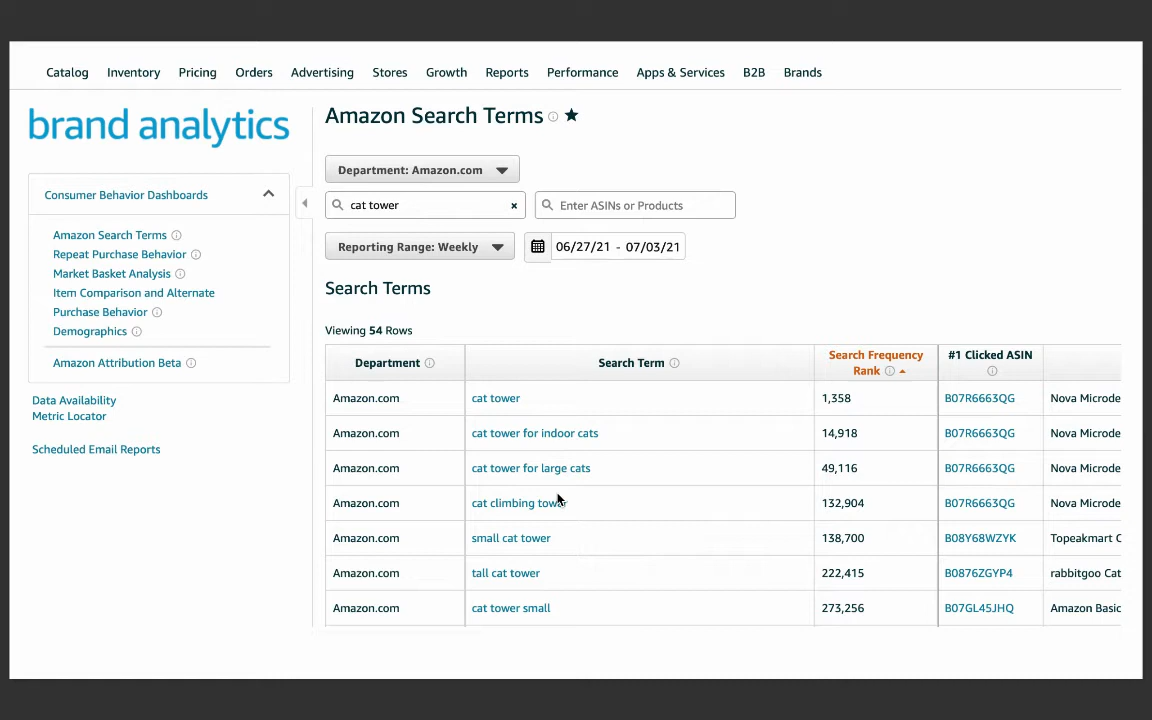 Catalog Inventory Pricing Orders Advertising Stores Growth Reports Performance Apps & Services B2B Brands
brand analytics
Consumer Behavior Dashboards
Amazon Search Terms
Repeat Purchase Behavior
Market Basket Analysis
Item Comparison and Alternate
Purchase Behavior
Demographics
Amazon Attribution Beta
Data Availability
Metric Locator
Scheduled Email Reports
Amazon Search Terms
Department: Amazon.com
cat tower × Enter ASINs or Products
Reporting Range: Weekly 06/27/21 - 07/03/21
Search Terms
Viewing 54 Rows
Department Search Term Search Frequency Rank #1 Clicked ASIN
Amazon.com cat tower 1,358 B07R6663QG Nova Microde
Amazon.com cat tower for indoor cats 14,918 B07R6663QG Nova Microde
Amazon.com cat tower for large cats 49,116 B07R6663QG Nova Microde
Amazon.com cat climbing tower 132,904 B07R6663QG Nova Microde
Amazon.com small cat tower 138,700 B08Y68WZYK Topeakmart C
Amazon.com tall cat tower 222,415 B0876ZGYP4 rabbitgoo Cat
Amazon.com cat tower small 273,256 B07GL45JHQ Amazon Basic